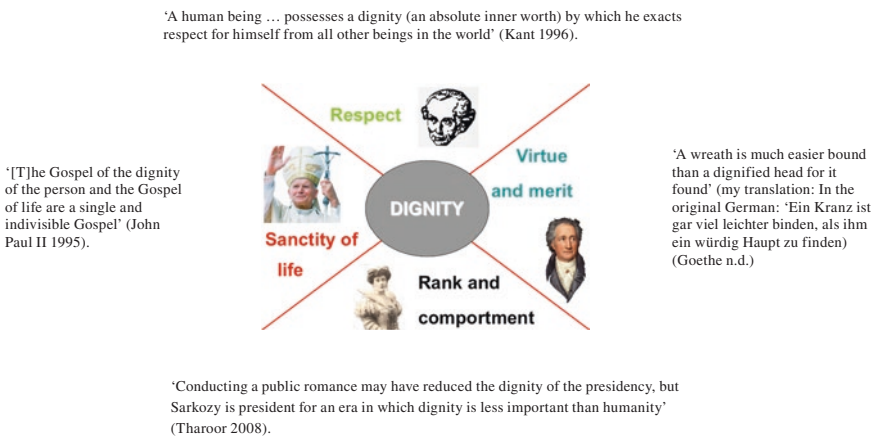 ‘A human being … possesses a dignity (an absolute inner worth) by which he exacts
respect for himself from all other beings in the world’ (Kant 1996).
Respect
Virtue
and merit
DIGNITY
Sanctity of
life
Rank and
comportment
‘[T]he Gospel of the dignity
of the person and the Gospel
of life are a single and
indivisible Gospel’ (John
Paul II 1995).
‘A wreath is much easier bound
than a dignified head for it
found’ (my translation: In the
original German: ‘Ein Kranz ist
gar viel leichter binden, als ihm
ein würdig Haupt zu finden)
(Goethe n.d.)
‘Conducting a public romance may have reduced the dignity of the presidency, but
Sarkozy is president for an era in which dignity is less important than humanity’
(Tharoor 2008).